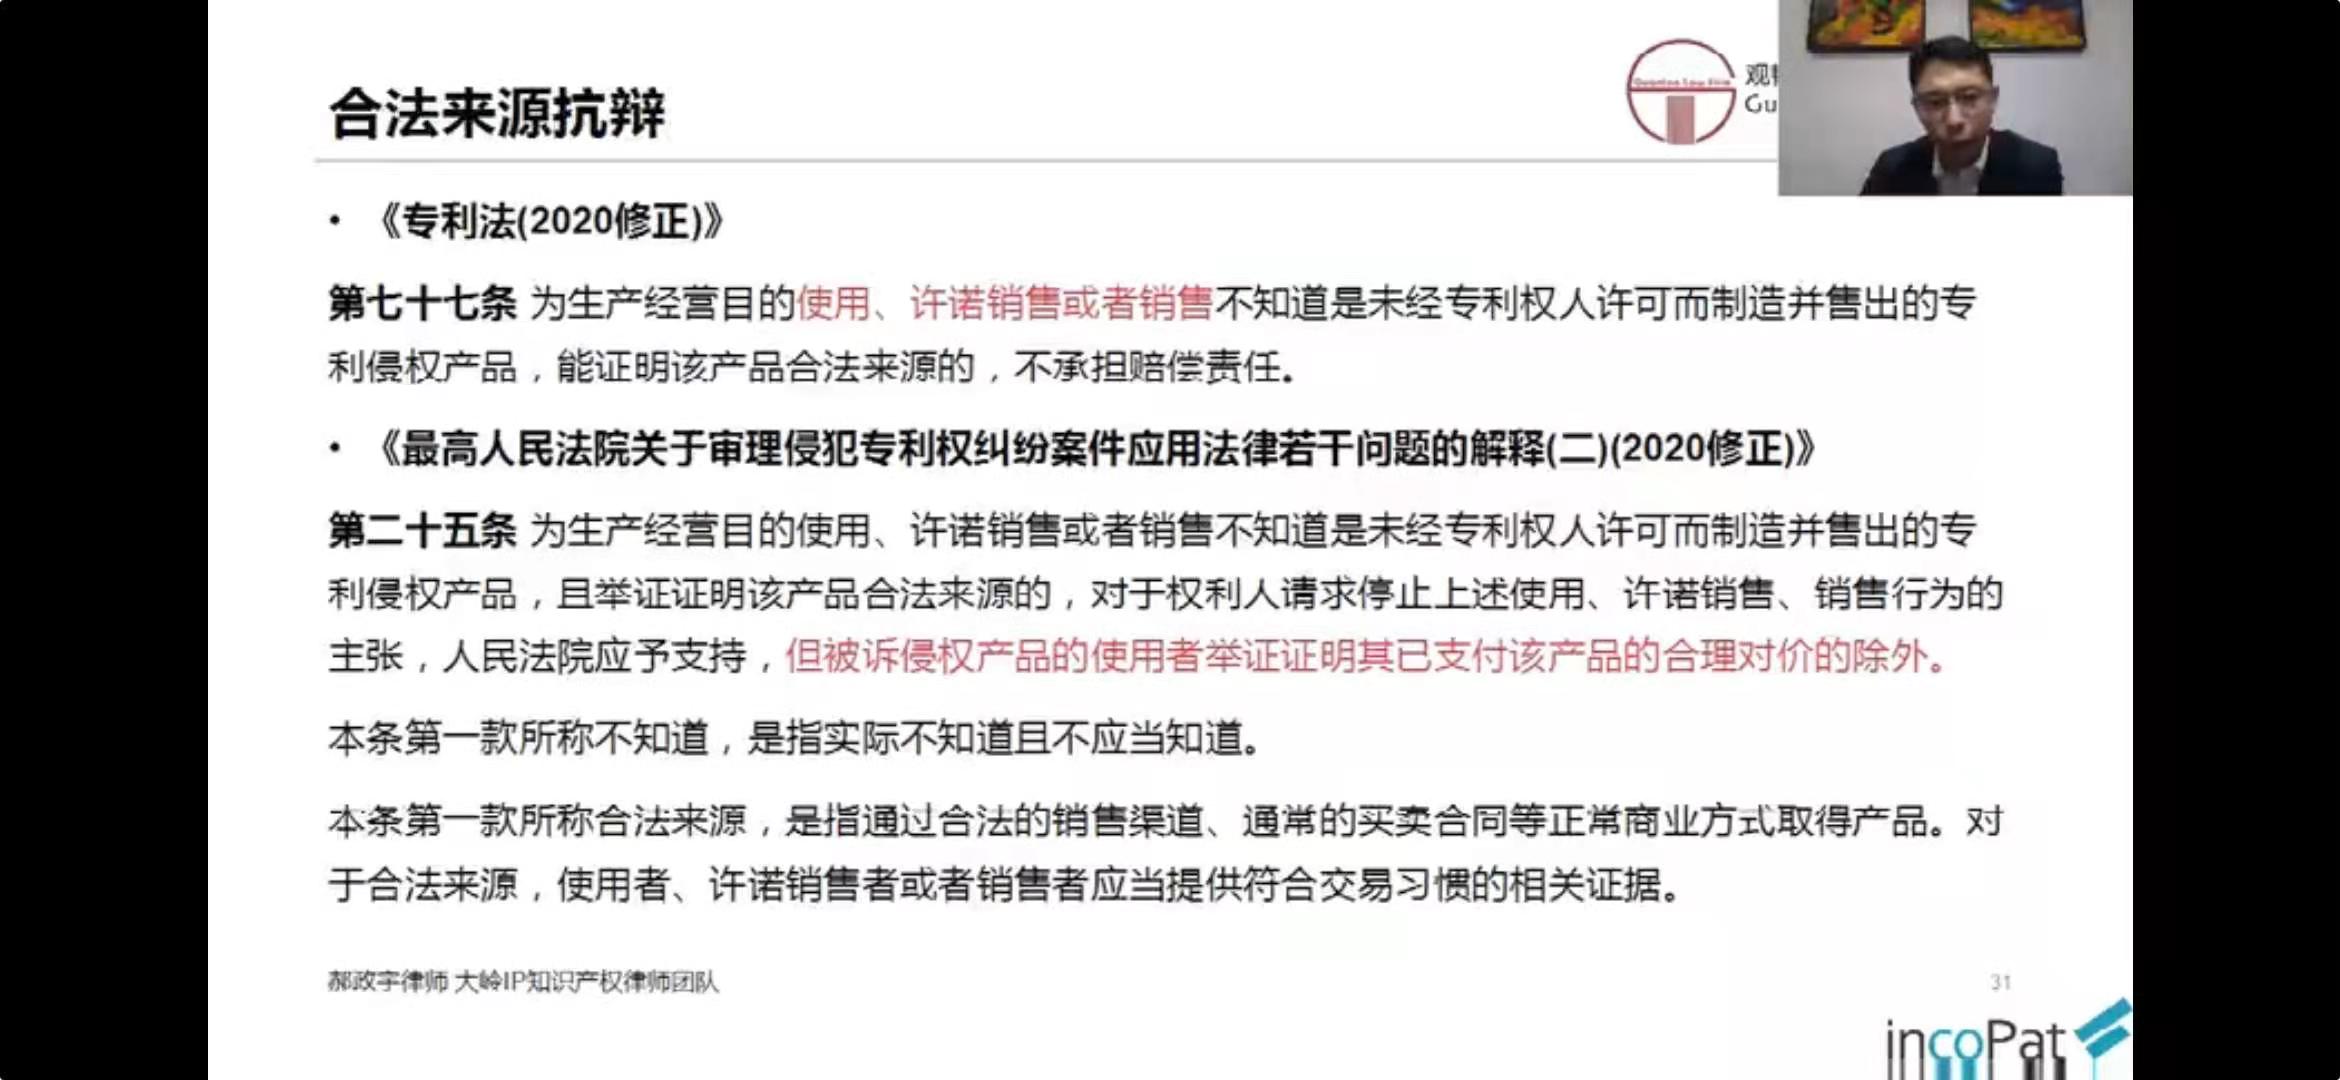 合法来源抗辩
Guantao Law Firm
观
Gu
• 《专利法(2020修正)》
第七十七条 为生产经营目的使用、许诺销售或者销售不知道是未经专利权人许可而制造并售出的专
利侵权产品，能证明该产品合法来源的，不承担赔偿责任。
• 《最高人民法院关于审理侵犯专利权纠纷案件应用法律若干问题的解释(二)(2020修正)》
第二十五条 为生产经营目的使用、许诺销售或者销售不知道是未经专利权人许可而制造并售出的专
利侵权产品，且举证证明该产品合法来源的，对于权利人请求停止上述使用、许诺销售、销售行为的
主张，人民法院应予支持，但被诉侵权产品的使用者举证证明其已支付该产品的合理对价的除外。
本条第一款所称不知道，是指实际不知道且不应当知道。
本条第一款所称合法来源，是指通过合法的销售渠道、通常的买卖合同等正常商业方式取得产品。对
于合法来源，使用者、许诺销售者或者销售者应当提供符合交易习惯的相关证据。
郝政宇律师 大岭IP知识产权律师团队
31
incoPat